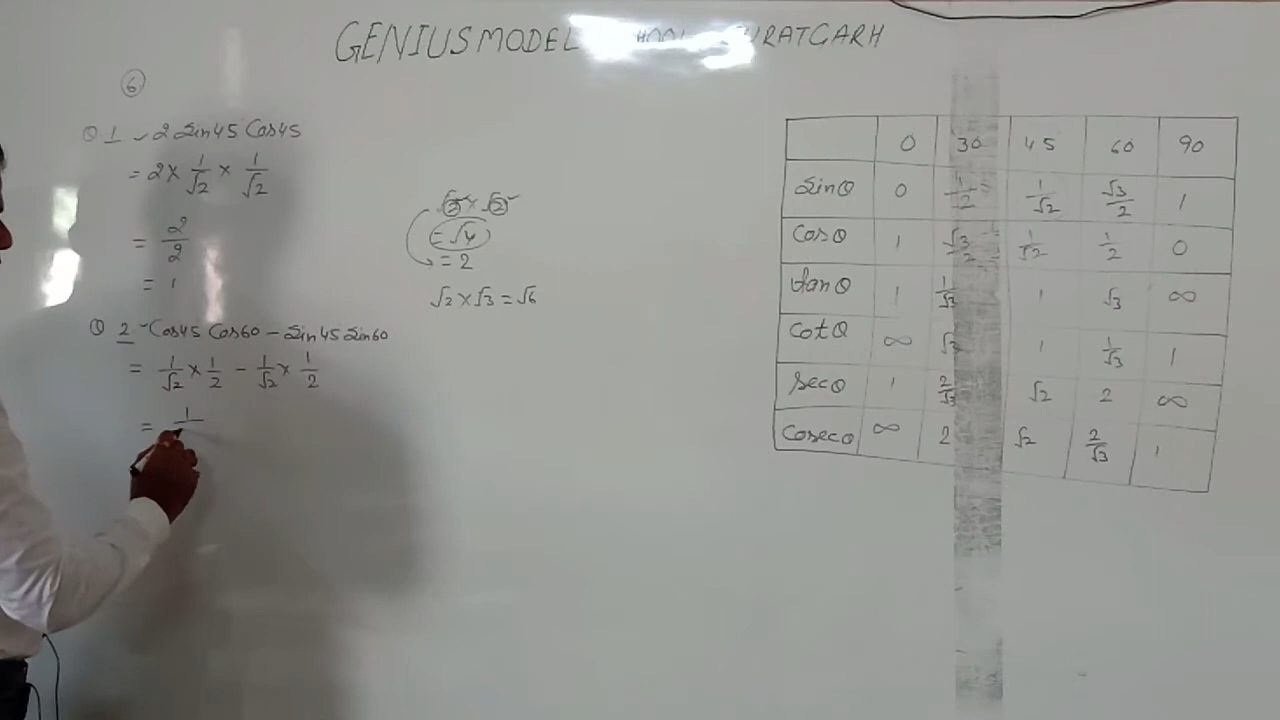 GENIUS MODEL HOOL SURATGARH
6
Q 1 - 2 Sin45 Cos45
= 2 × 1/√2 × 1/√2
= 2/2
= 1
Q 2 - Cos45 Cos60 - Sin45 Sin60
= 1/√2 × 1/2 - 1/√2 × 1/2
= 1
√2 × √2
= √4
= 2
√2 × √3 = √6
0 30 45 60 90
Sinθ 0 1/2 1/√2 √3/2 1
Cosθ 1 √3/2 1/√2 1/2 0
tanθ 1 1/√3 1 √3 ∞
Cotθ ∞ √3 1 1/√3 1
Secθ 1 2/√3 √2 2 ∞
Cosecθ ∞ 2 √2 2/√3 1